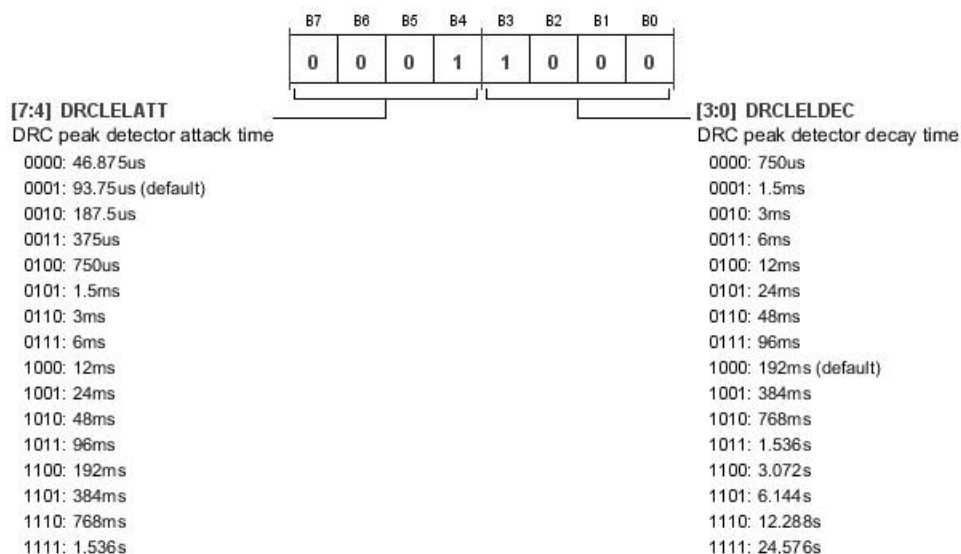 B7 B6 B5 B4 B3 B2 B1 B0
0 0 0 1 1 0 0 0
[7:4] DRCLELATT
DRC peak detector attack time
0000: 46.875us
0001: 93.75us (default)
0010: 187.5us
0011: 375us
0100: 750us
0101: 1.5ms
0110: 3ms
0111: 6ms
1000: 12ms
1001: 24ms
1010: 48ms
1011: 96ms
1100: 192ms
1101: 384ms
1110: 768ms
1111: 1.536s
[3:0] DRCLELDEC
DRC peak detector decay time
0000: 750us
0001: 1.5ms
0010: 3ms
0011: 6ms
0100: 12ms
0101: 24ms
0110: 48ms
0111: 96ms
1000: 192ms (default)
1001: 384ms
1010: 768ms
1011: 1.536s
1100: 3.072s
1101: 6.144s
1110: 12.288s
1111: 24.576s